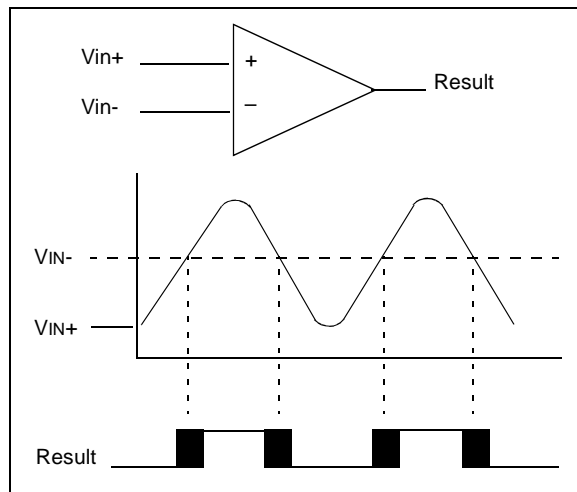 Vin+
+
Result
Vin-
–
VIN-
VIN+
Result